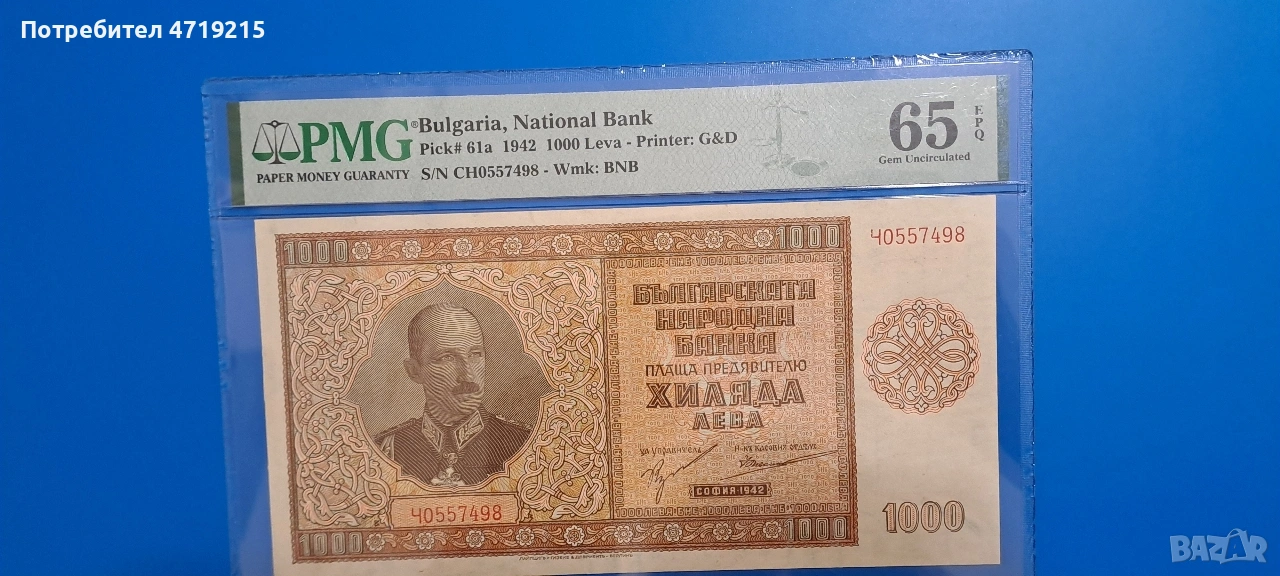 Потребител 4719215
PMG®
PAPER MONEY GUARANTY
Bulgaria, National Bank
Pick# 61a 1942 1000 Leva - Printer: G&D
S/N CH0557498 - Wmk: BNB
65 EPQ
Gem Uncirculated
1000
1000
Ч0557498
БЪЛГАРСКАТА
НАРОДНА
БАНКА
ПЛАЩА ПРЕДЯВИТЕЛЮ
ХИЛЯДА
ЛЕВА
СОФИЯ·1942
Ч0557498
1000
1000
1000
BAZAR